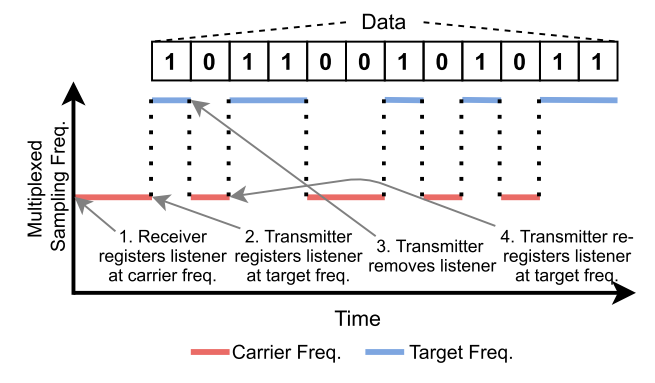 Data
1 0 1 1 0 0 1 0 1 0 1 1
Multiplexed
Sampling Freq.
1. Receiver
registers listener
at carrier freq.
2. Transmitter
registers listener
at target freq.
3. Transmitter
removes listener
4. Transmitter re-
registers listener
at target freq.
Time
Carrier Freq.
Target Freq.